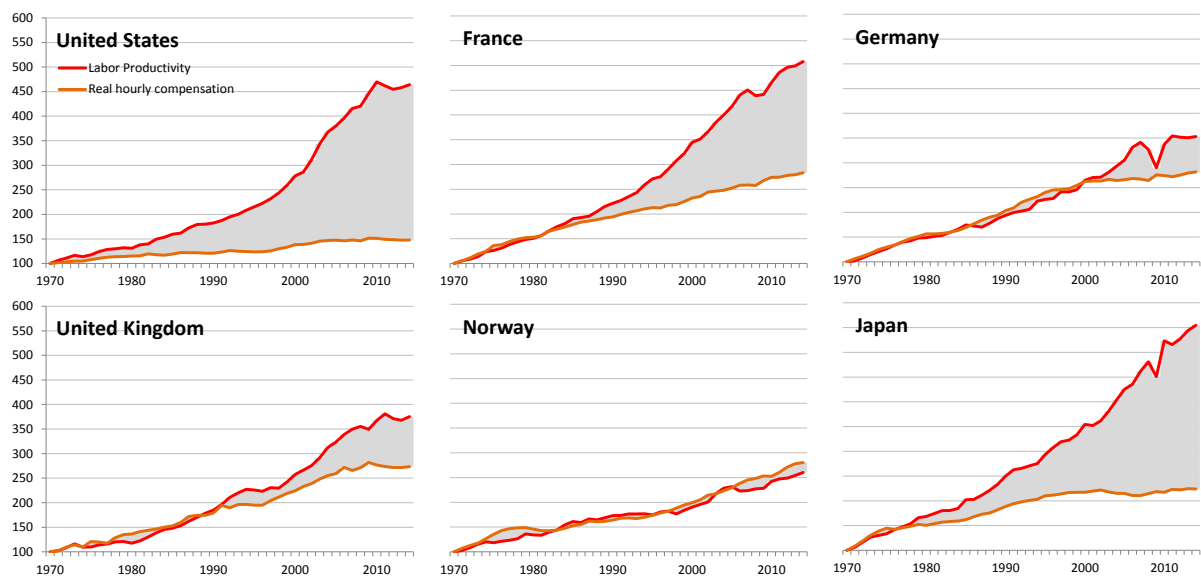 600
550
500
450
400
350
300
250
200
150
100
United States
Labor Productivity
Real hourly compensation
1970 1980 1990 2000 2010
France
1970 1980 1990 2000 2010
Germany
1970 1980 1990 2000 2010
600
550
500
450
400
350
300
250
200
150
100
United Kingdom
1970 1980 1990 2000 2010
Norway
1970 1980 1990 2000 2010
Japan
1970 1980 1990 2000 2010